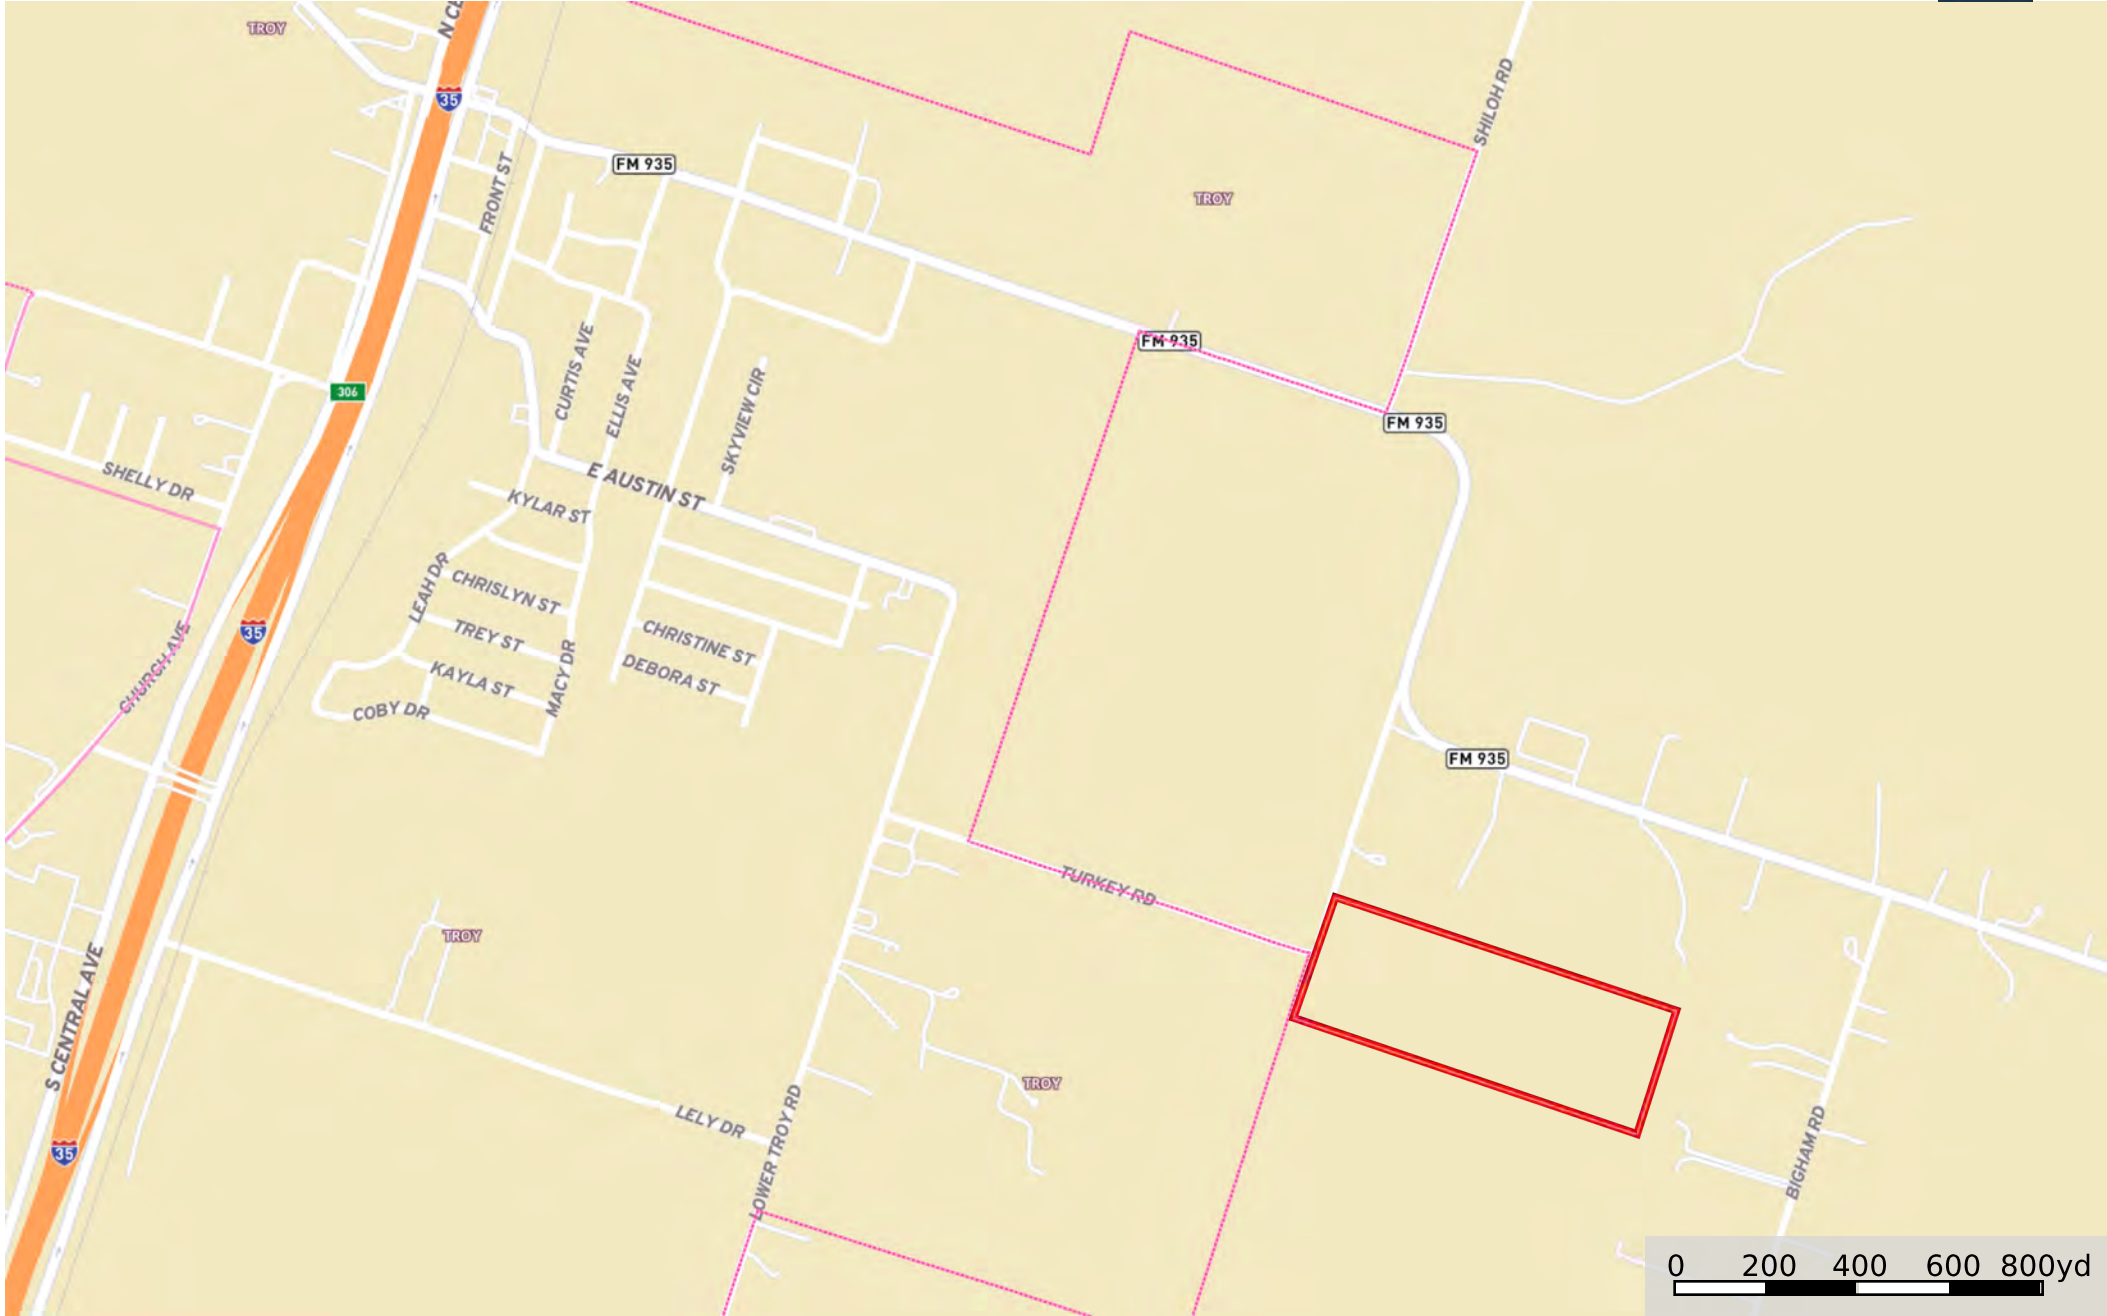 N CE
TROY
35
SHILOH RD
FM 935
FRONT ST
TROY
FM 935
CURTIS AVE
ELLIS AVE
SKYVIEW CIR
306
FM 935
E AUSTIN ST
SHELLY DR
KYLAR ST
LEAH DR
CHRISLYN ST
35
TREY ST
CHRISTINE ST
CHURCH AVE
KAYLA ST
MACY DR
DEBORA ST
COBY DR
FM 935
TURKEY RD
TROY
S CENTRAL AVE
TROY
LELY DR
LOWER TROY RD
BIGHAM RD
35
0 200 400 600 800yd